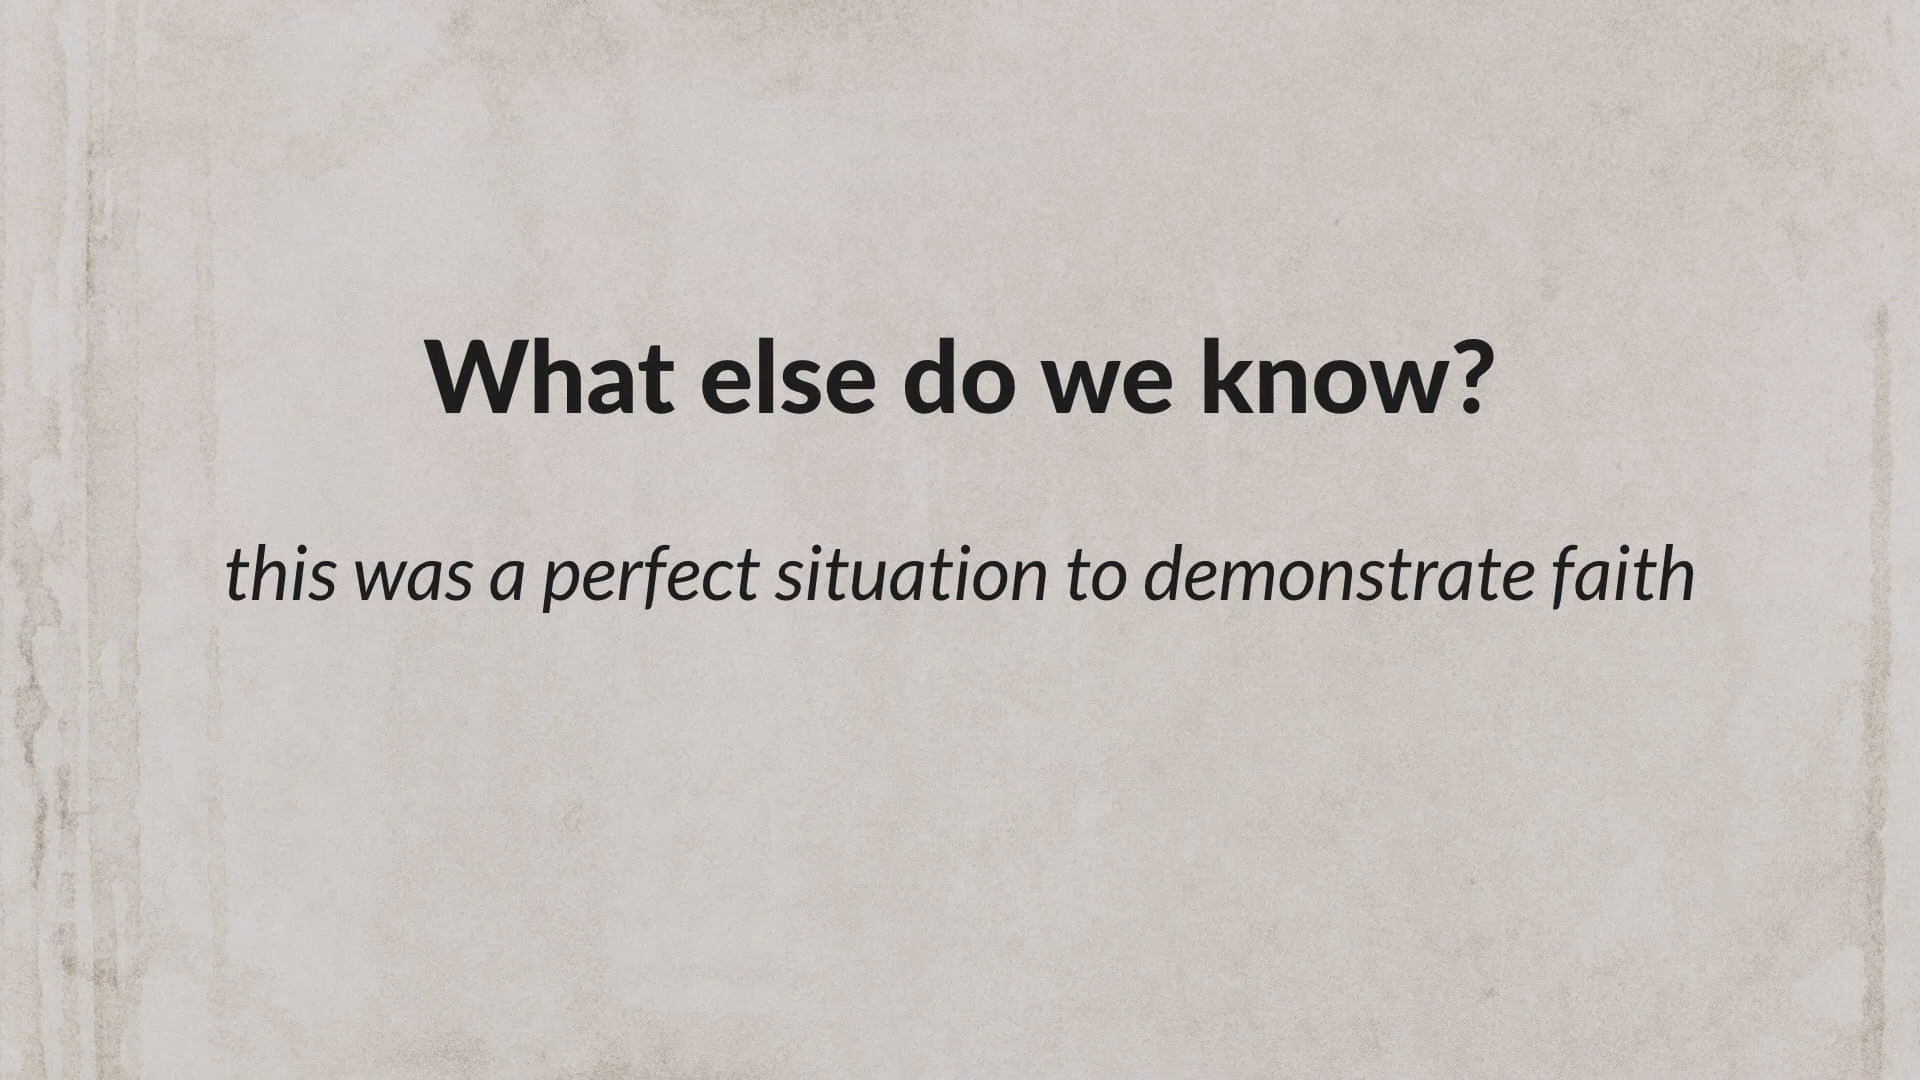 What else do we know?
this was a perfect situation to demonstrate faith